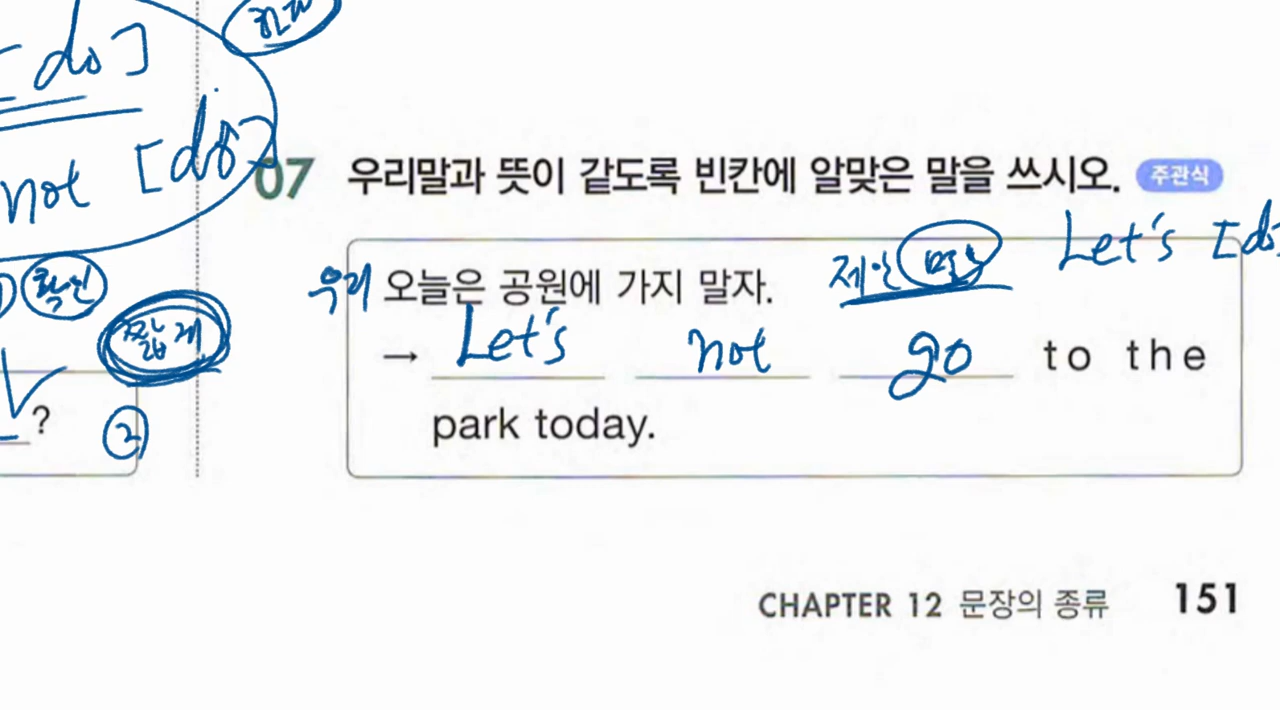 [do]
not [do]
07 우리말과 뜻이 같도록 빈칸에 알맞은 말을 쓰시오. 주관식
Let's [do]
우리 오늘은 공원에 가지 말자. 제안
→ Let's not go to the
park today.
확인
짧게
?
②
CHAPTER 12 문장의 종류 151